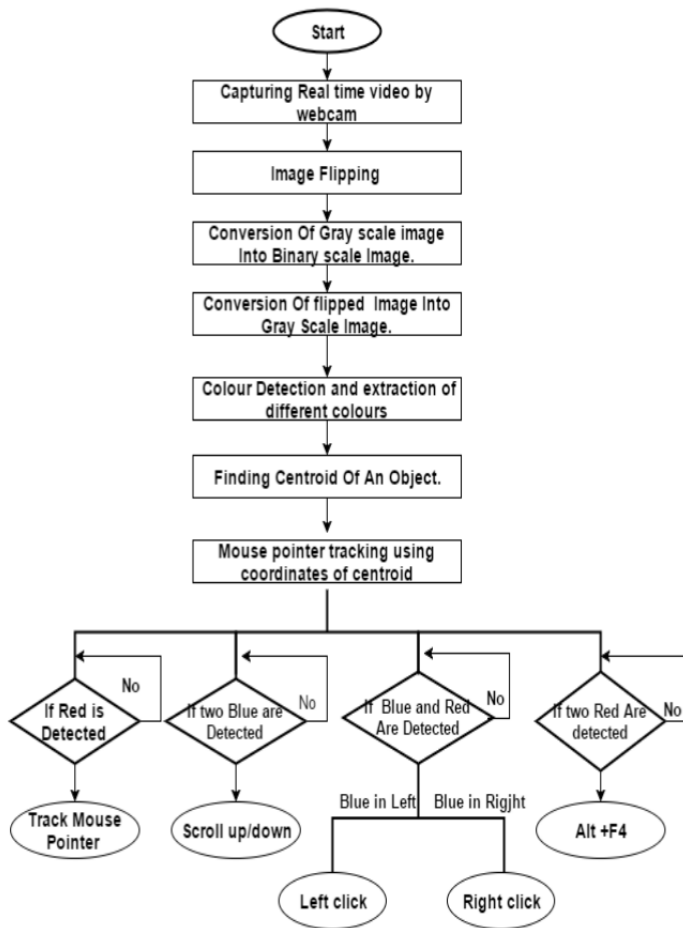 Start
Capturing Real time video by
webcam
Image Flipping
Conversion Of Gray scale image
Into Binary scale Image.
Conversion Of flipped Image Into
Gray Scale Image.
Colour Detection and extraction of
different colours
Finding Centroid Of An Object.
Mouse pointer tracking using
coordinates of centroid
If Red is
Detected
No
If two Blue are
Detected
No
If Blue and Red
Are Detected
No
If two Red Are
detected
No
Track Mouse
Pointer
Scroll up/down
Blue in Left
Blue in Rigjht
Alt +F4
Left click
Right click